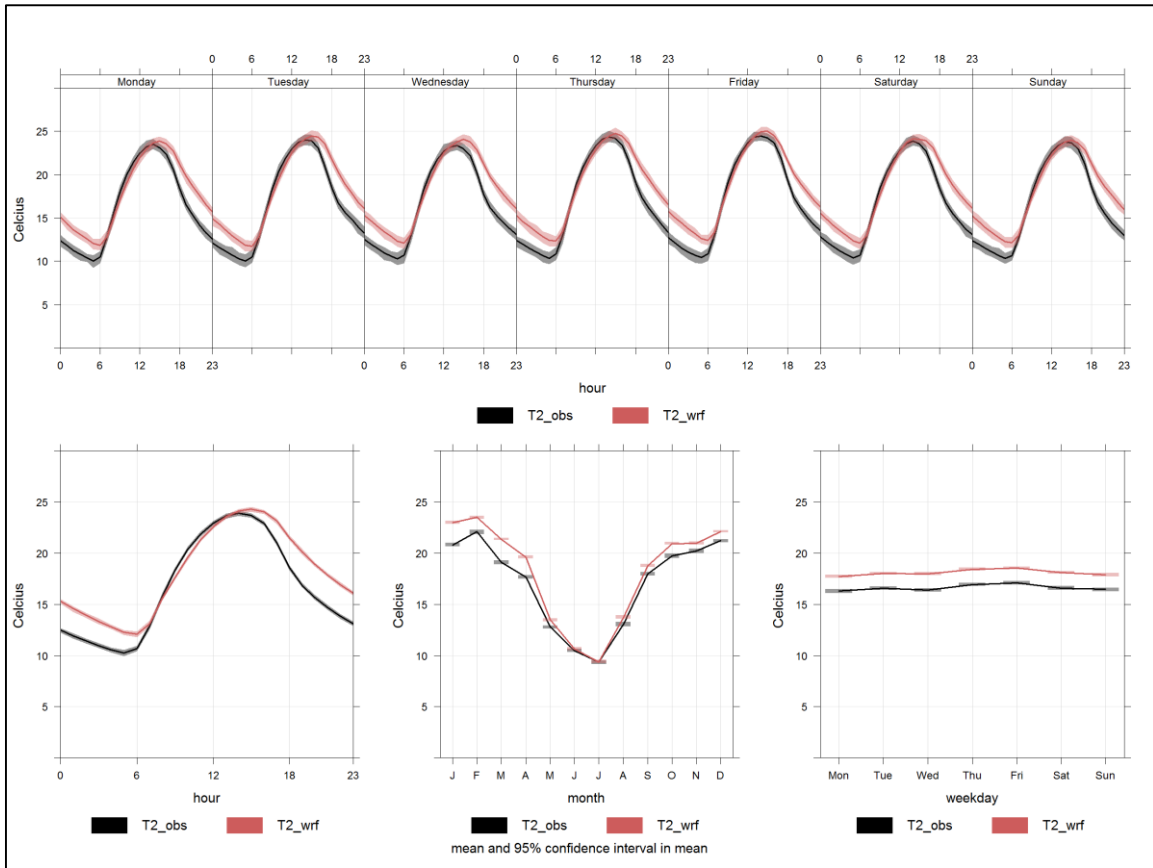 0 6 12 18 23 0 6 12 18 23 0 6 12 18 23
Monday Tuesday Wednesday Thursday Friday Saturday Sunday
25
20
15
10
5
Celcius
0 6 12 18 23 0 6 12 18 23 0 6 12 18 23 0 6 12 18 23
hour
T2_obs T2_wrf
25
20
15
10
5
Celcius
0 6 12 18 23
hour
T2_obs T2_wrf
25
20
15
10
5
Celcius
J F M A M J J A S O N D
month
T2_obs T2_wrf
25
20
15
10
5
Celcius
Mon Tue Wed Thu Fri Sat Sun
weekday
T2_obs T2_wrf
mean and 95% confidence interval in mean